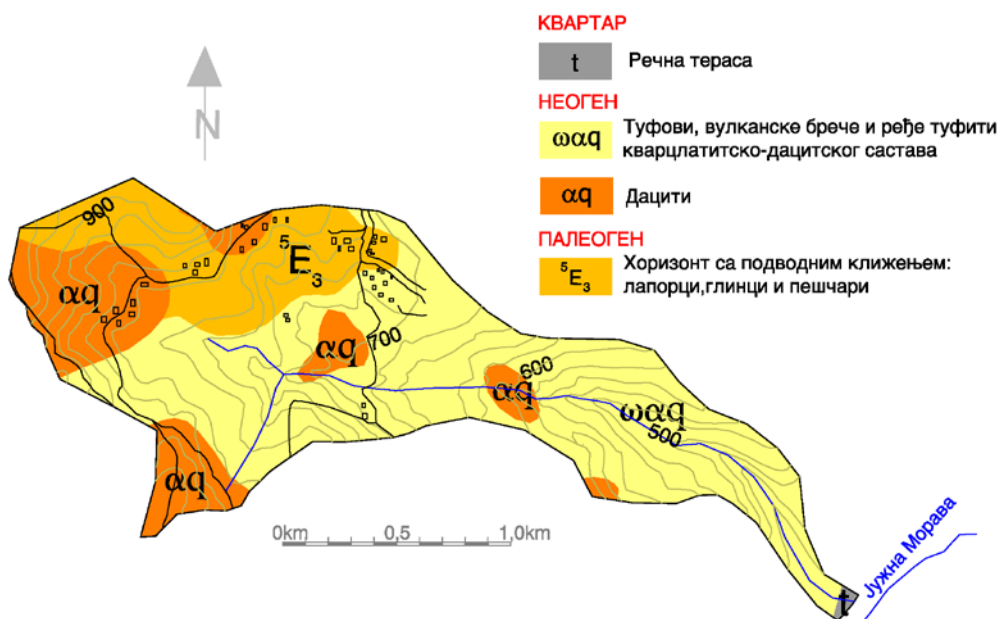 КВАРТАР
t
Речна тераса
НЕОГЕН
ωαq
Туфови, вулканске брече и ређе туфити
кварцлатитско-дацитског састава
αq
Дацити
ПАЛЕОГЕН
⁵E₃
Хоризонт са подводним клижењем:
лапорци,глинци и пешчари
N
900
⁵E₃
αq
αq
700
600
αq
ωαq
500
αq
0km
0,5
1,0km
Јужна Морава
t